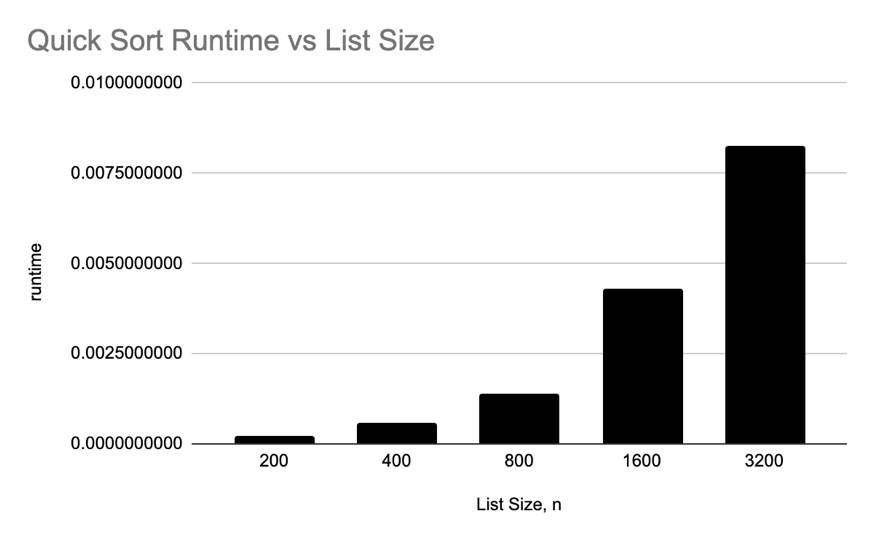 Quick Sort Runtime vs List Size
0.0100000000
0.0075000000
0.0050000000
0.0025000000
0.0000000000
runtime
200 400 800 1600 3200
List Size, n